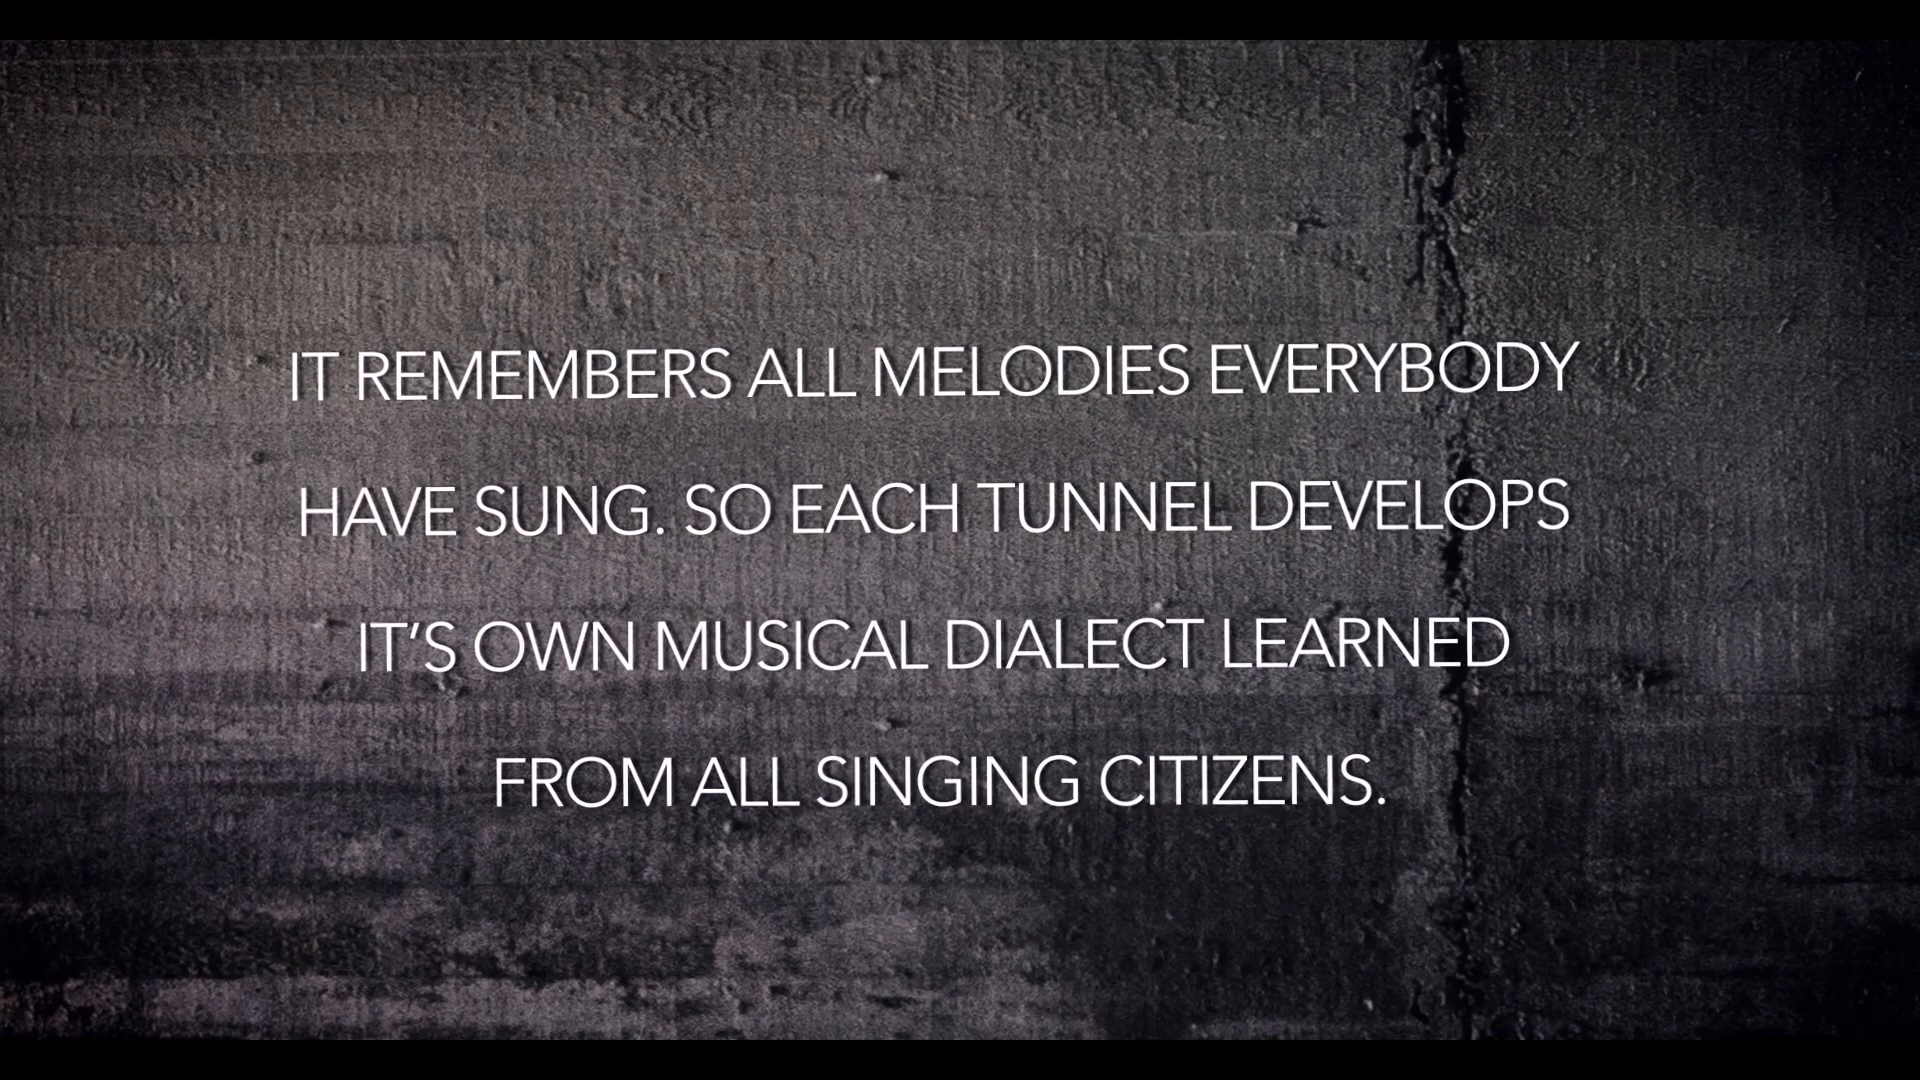 IT REMEMBERS ALL MELODIES EVERYBODY
HAVE SUNG. SO EACH TUNNEL DEVELOPS
IT’S OWN MUSICAL DIALECT LEARNED
FROM ALL SINGING CITIZENS.